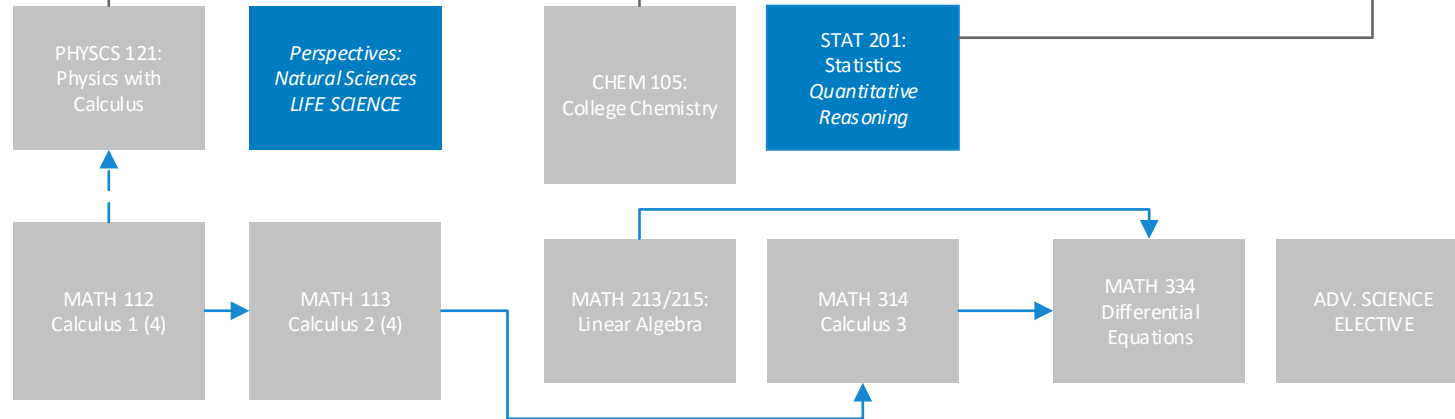 PHYSCS 121:
Physics with
Calculus
Perspectives:
Natural Sciences
LIFE SCIENCE
CHEM 105:
College Chemistry
STAT 201:
Statistics
Quantitative
Reasoning
MATH 112
Calculus 1 (4)
MATH 113
Calculus 2 (4)
MATH 213/215:
Linear Algebra
MATH 314
Calculus 3
MATH 334
Differential
Equations
ADV. SCIENCE
ELECTIVE